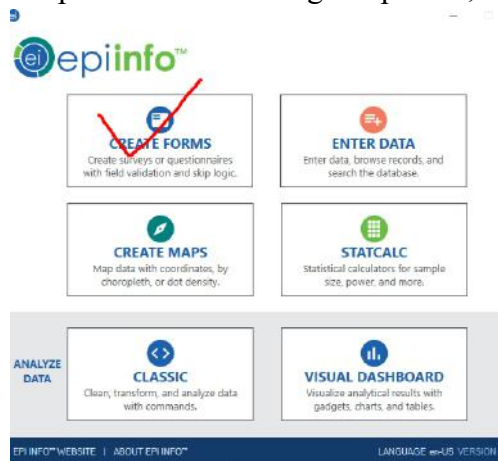 epiinfo™
CREATE FORMS
Create surveys or questionnaires
with field validation and skip logic.
ENTER DATA
Enter data, browse records, and
search the database.
CREATE MAPS
Map data with coordinates, by
choropleth, or dot density.
STATCALC
Statistical calculators for sample
size, power, and more.
ANALYZE
DATA
CLASSIC
Clean, transform, and analyze data
with commands.
VISUAL DASHBOARD
Visualize analytical results with
gadgets, charts, and tables.
EPI INFO™ WEBSITE | ABOUT EPI INFO™ LANGUAGE en-US VERSION